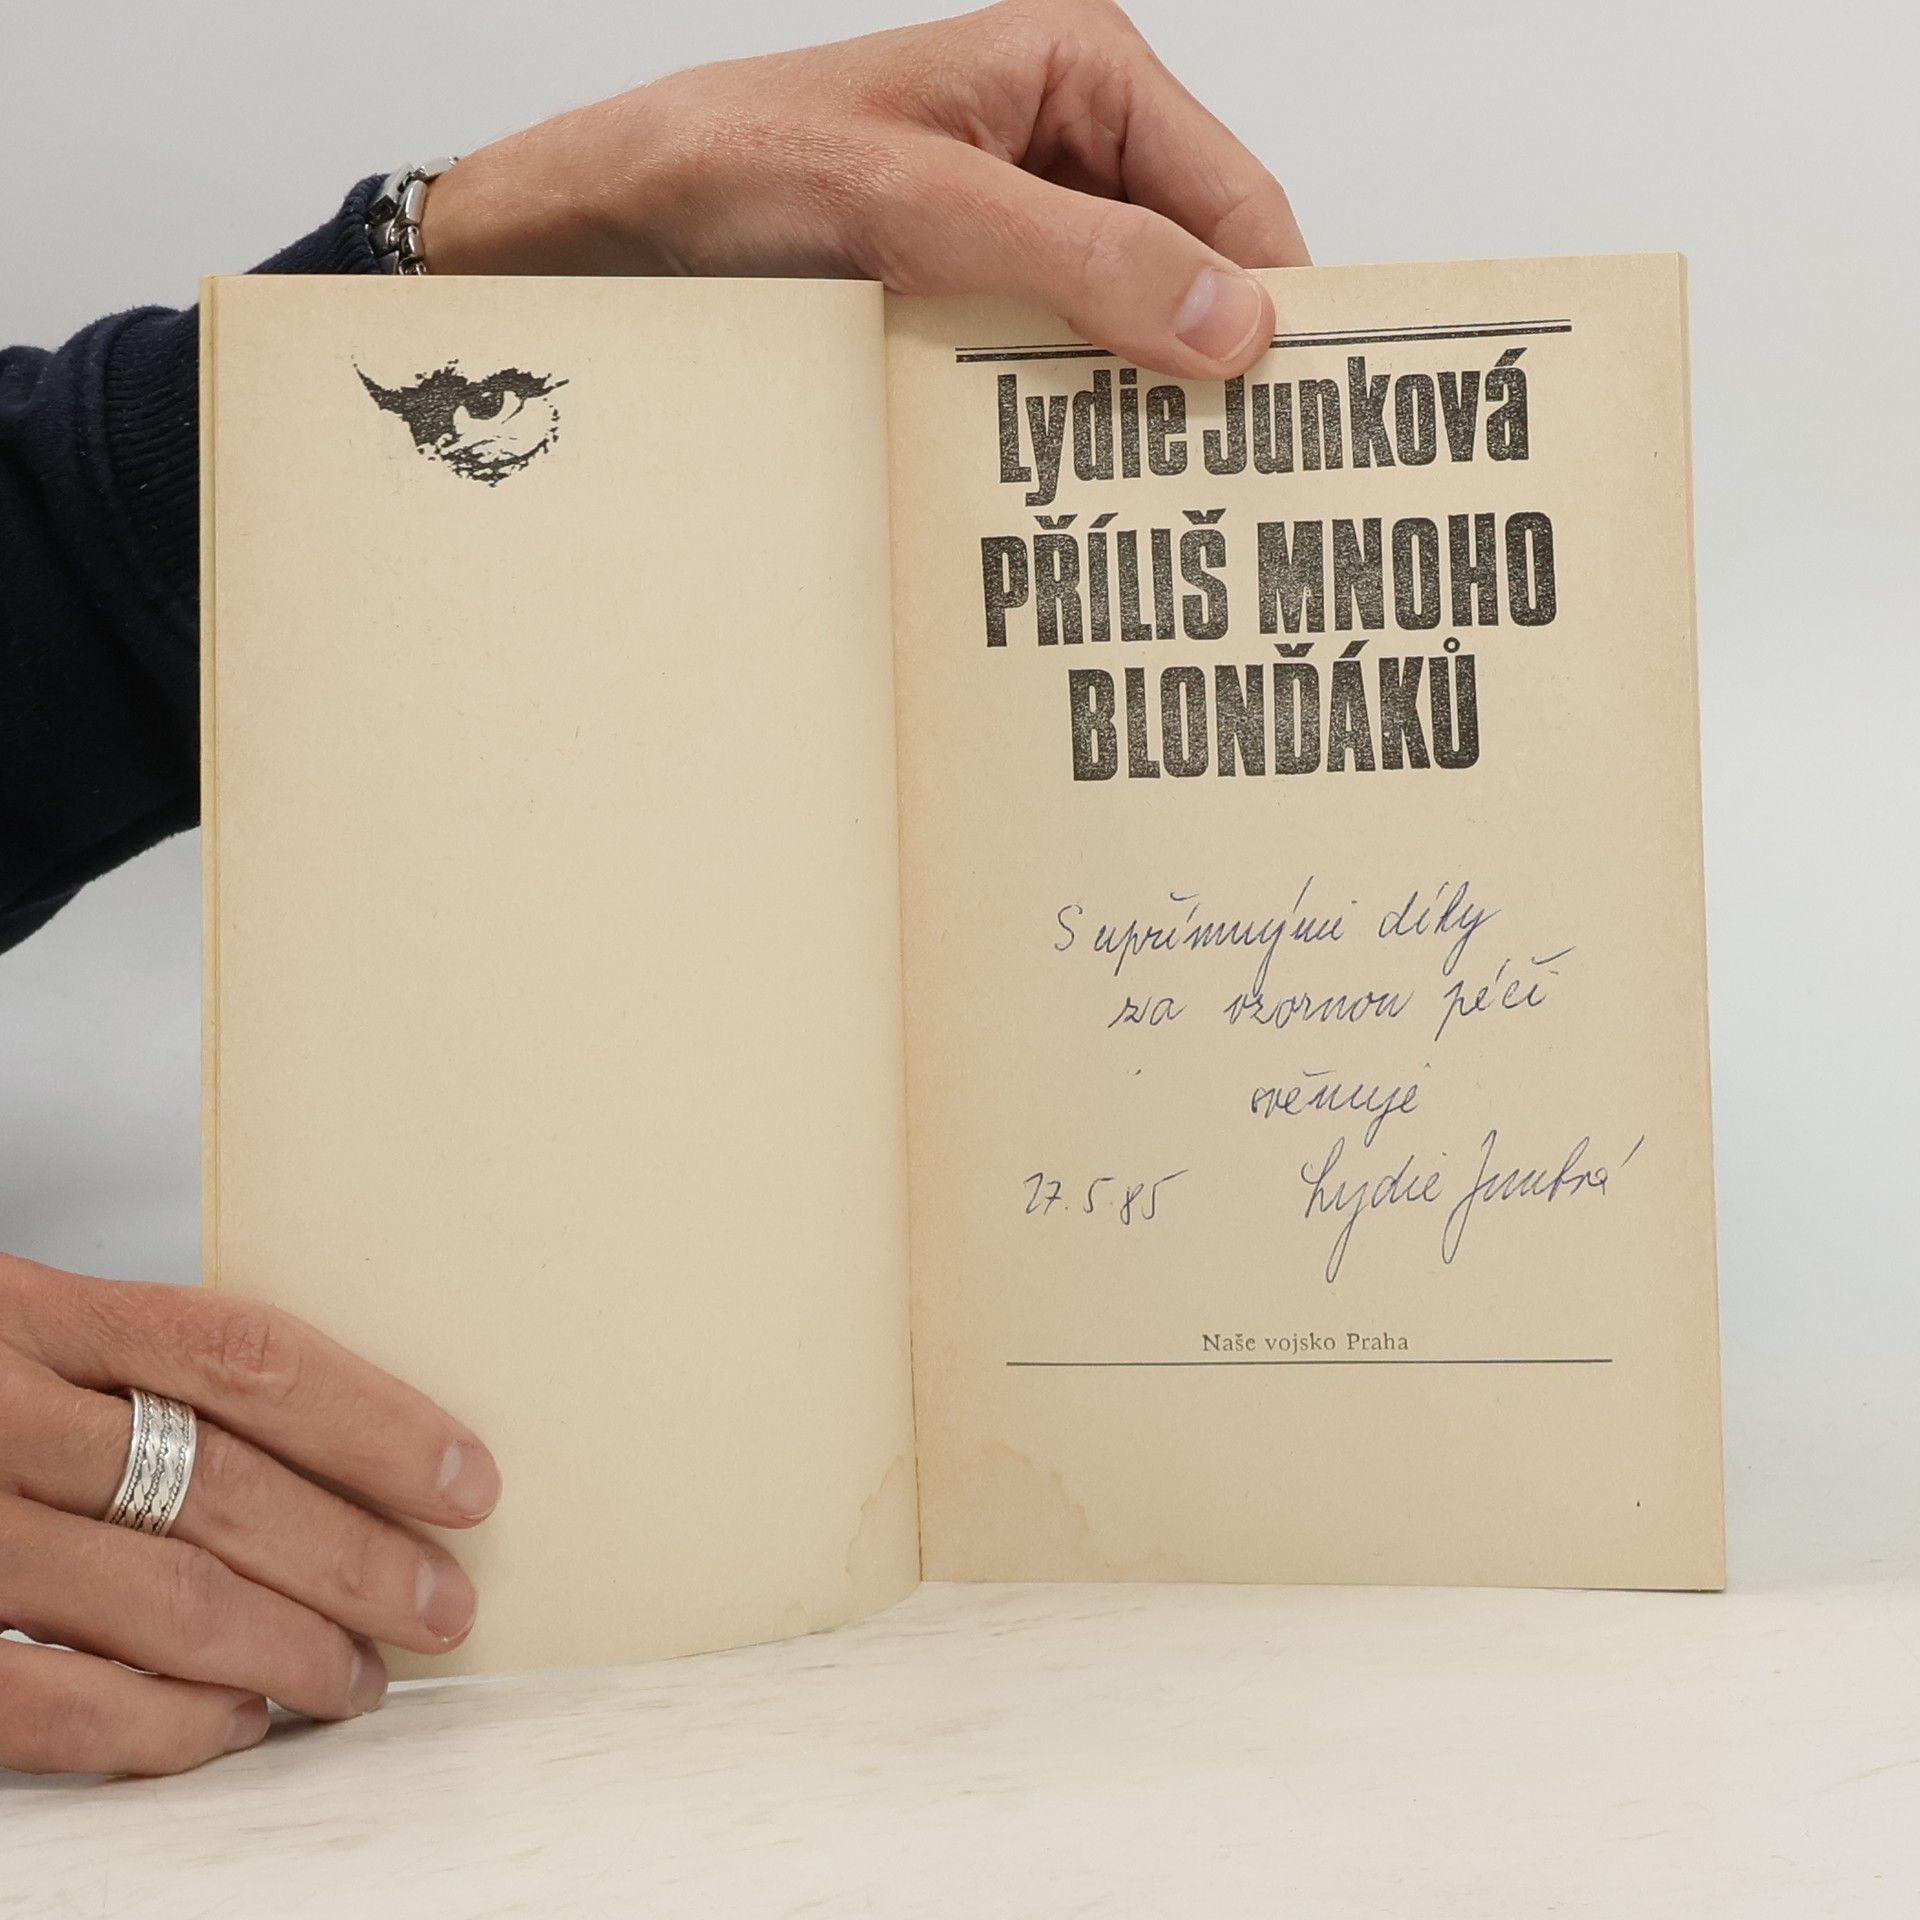 Lydie Junková
PŘÍLIŠ MNOHO
BLONĎÁKŮ
S upřímnými díky
za vzornou péči
věnuje
27.5.85 Lydie Junková
Naše vojsko Praha